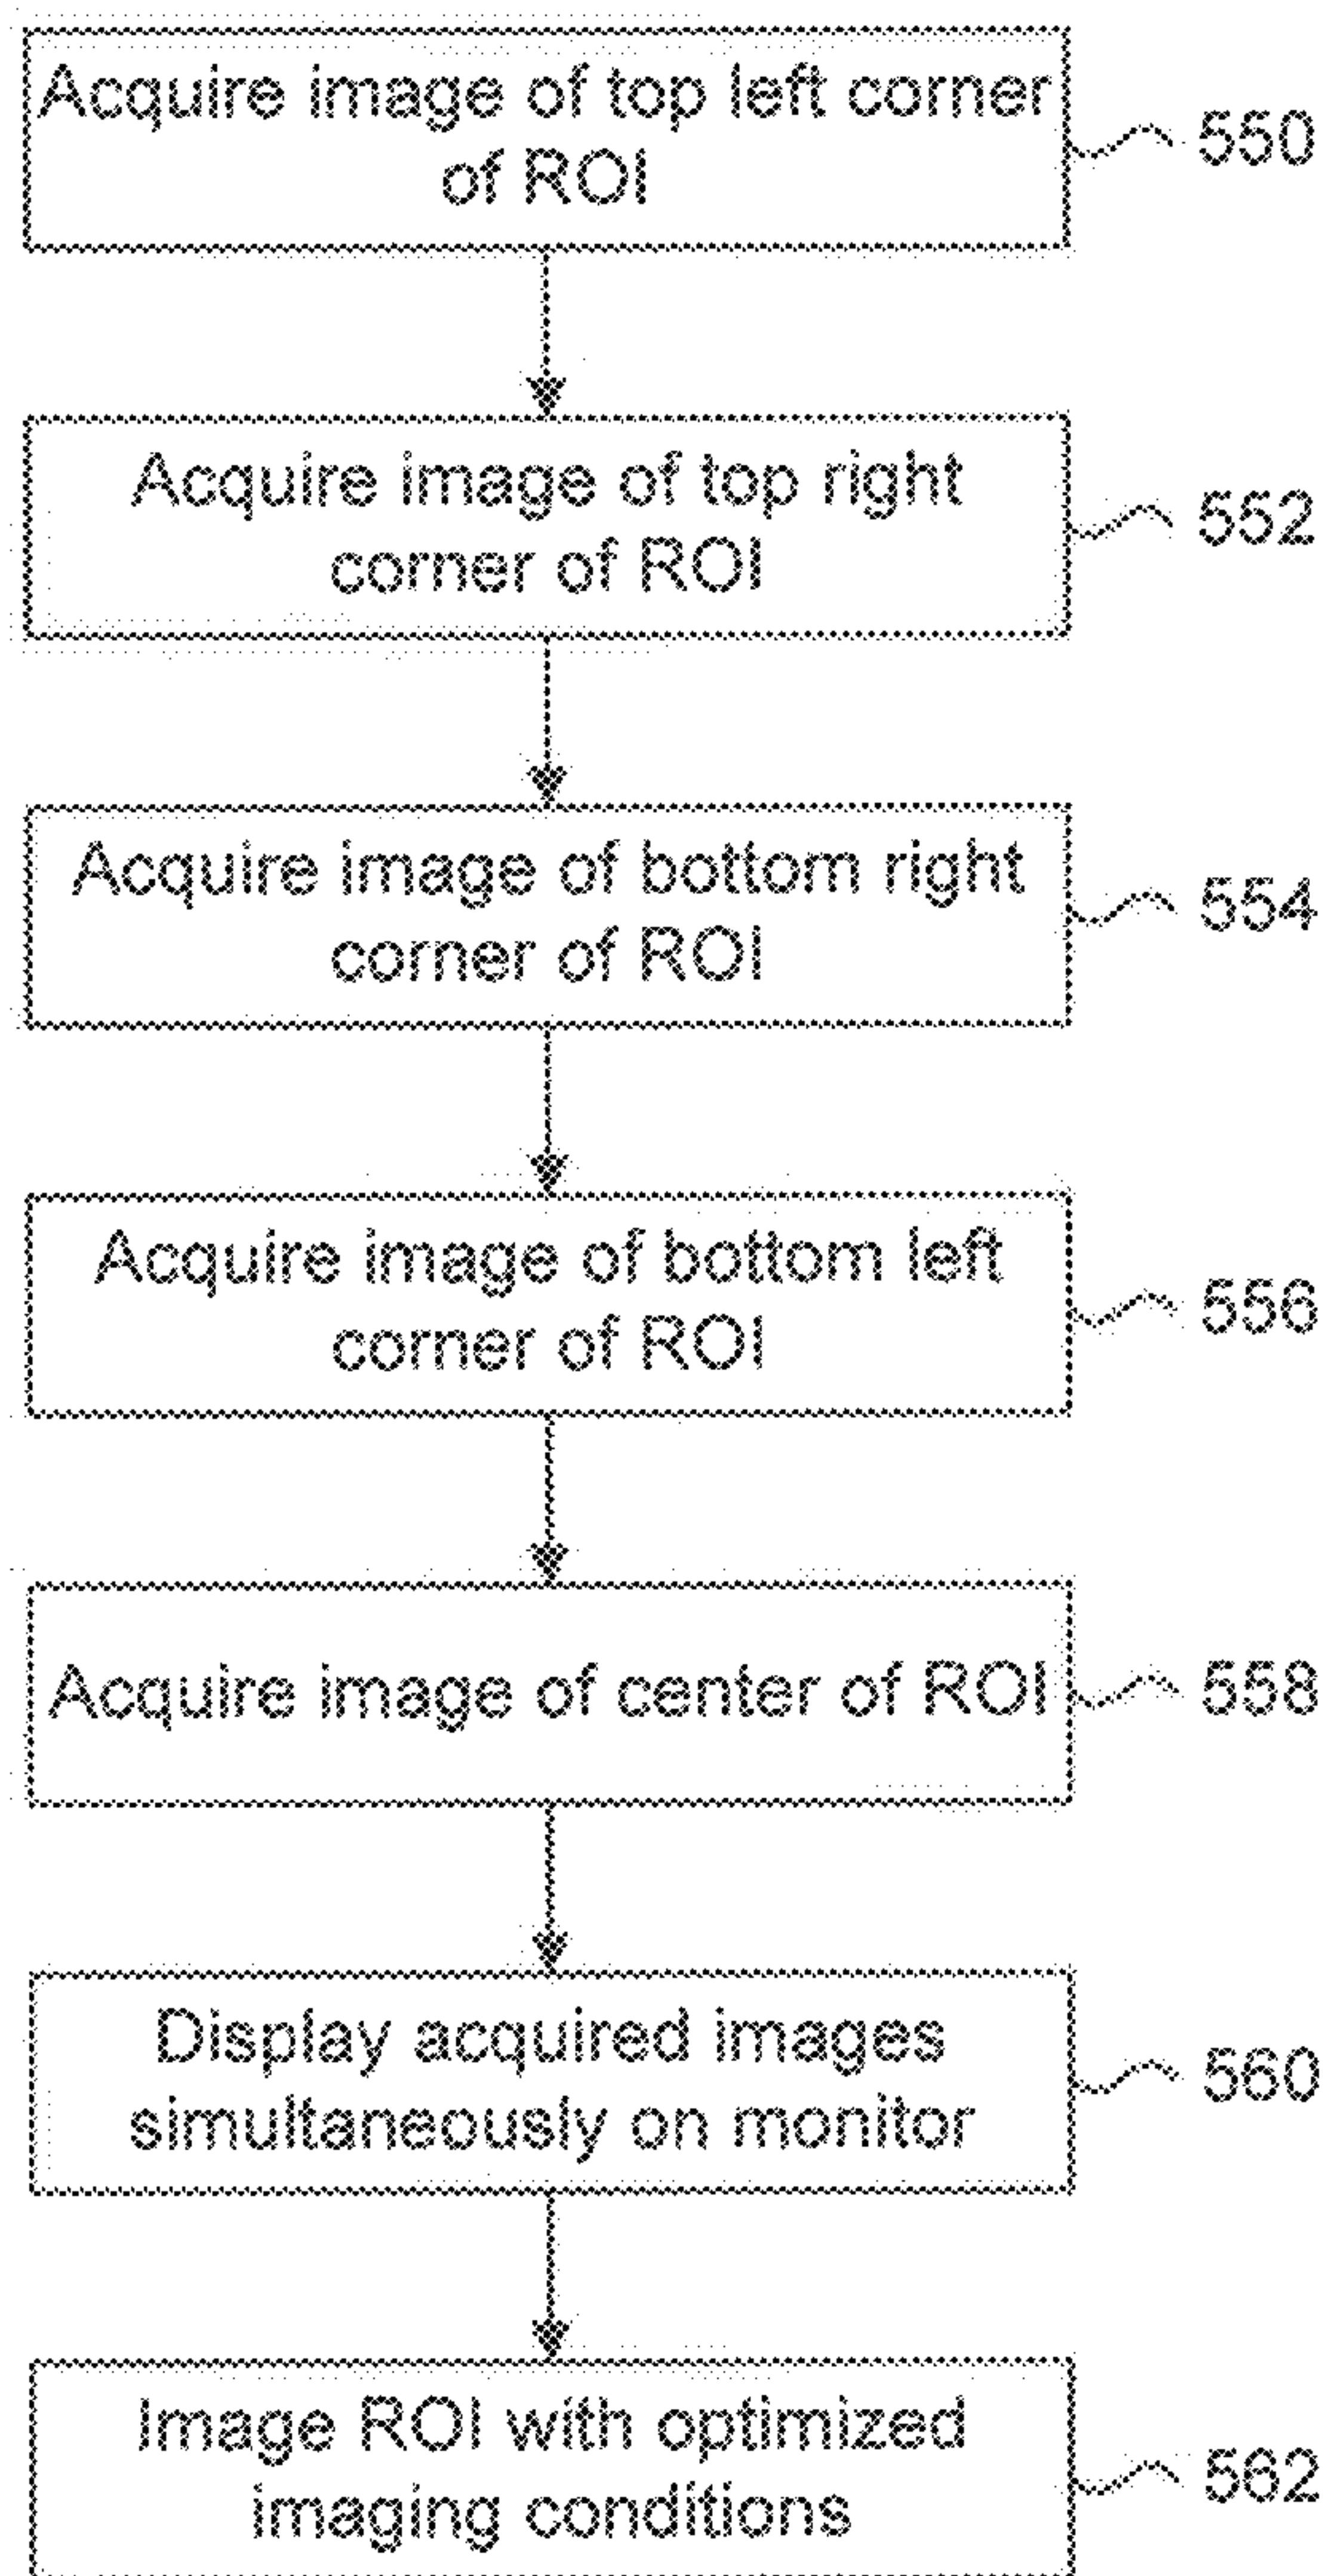 Acquire image of top left corner
of ROI
550
Acquire image of top right
corner of ROI
552
Acquire image of bottom right
corner of ROI
554
Acquire image of bottom left
corner of ROI
556
Acquire image of center of ROI
558
Display acquired images
simultaneously on monitor
560
Image ROI with optimized
imaging conditions
562